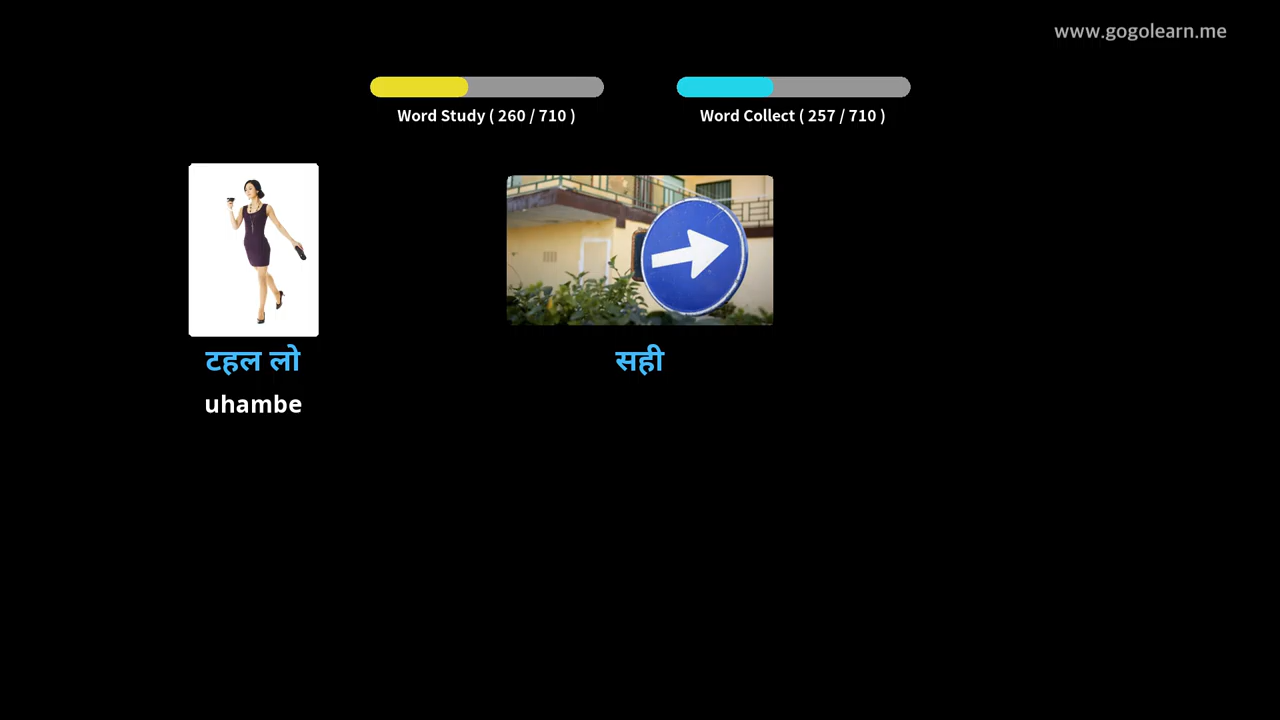 www.gogolearn.me
Word Study ( 260 / 710 )
Word Collect ( 257 / 710 )
टहल लो
सही
uhambe